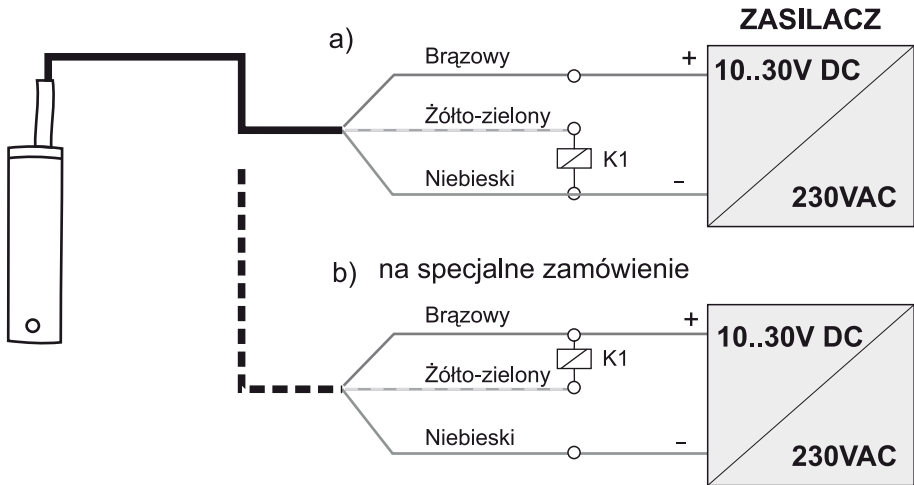 ZASILACZ
a)
Brązowy
+
10..30V DC
Żółto-zielony
K1
Niebieski
–
230VAC
b) na specjalne zamówienie
Brązowy
+
10..30V DC
K1
Żółto-zielony
Niebieski
–
230VAC